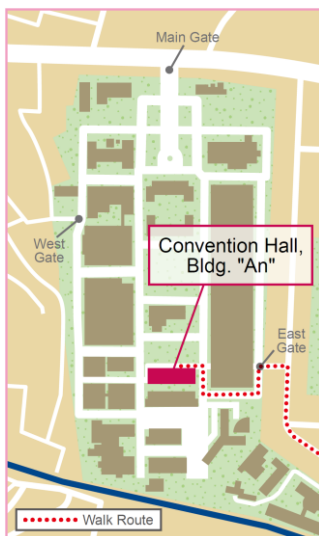 Main Gate
West
Gate
Convention Hall,
Bldg. "An"
East
Gate
Walk Route